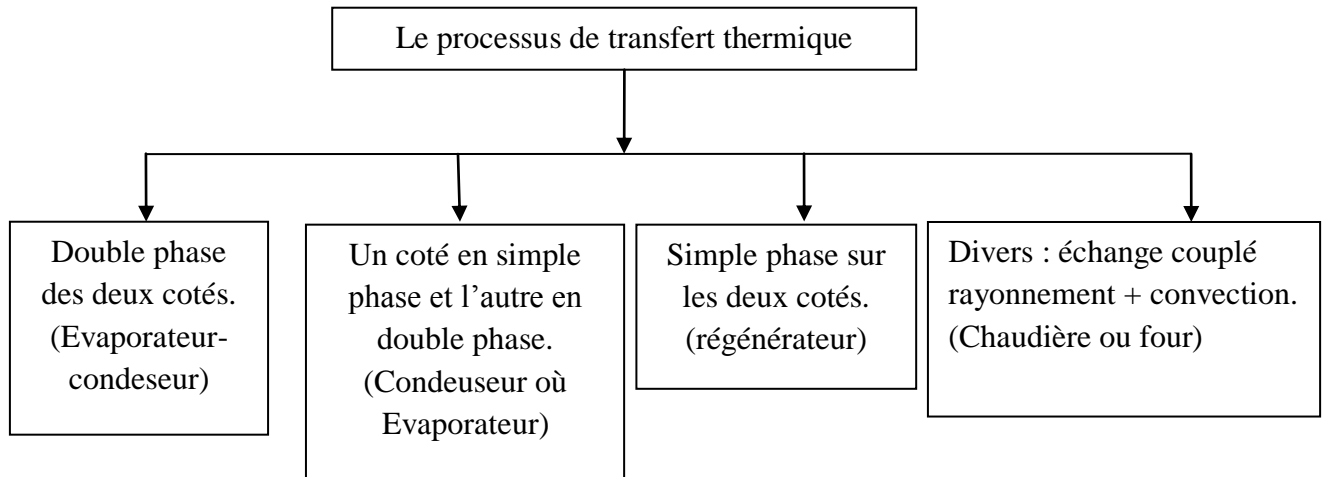 Le processus de transfert thermique
Double phase
des deux cotés.
(Evaporateur-
condeseur)
Un coté en simple
phase et l’autre en
double phase.
(Condeuseur où
Evaporateur)
Simple phase sur
les deux cotés.
(régénérateur)
Divers : échange couplé
rayonnement + convection.
(Chaudière ou four)